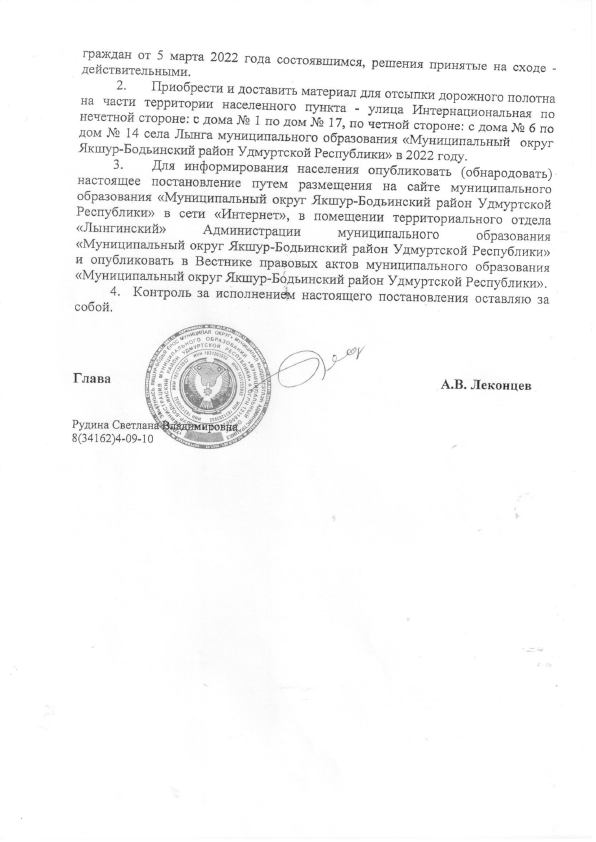 граждан от 5 марта 2022 года состоявшимся, решения принятые на сходе -
действительными.
2. Приобрести и доставить материал для отсыпки дорожного полотна
на части территории населенного пункта - улица Интернациональная по
нечетной стороне: с дома № 1 по дом № 17, по четной стороне: с дома № 6 по
дом № 14 села Лынга муниципального образования «Муниципальный округ
Якшур-Бодьинский район Удмуртской Республики» в 2022 году.
3. Для информирования населения опубликовать (обнародовать)
настоящее постановление путем размещения на сайте муниципального
образования «Муниципальный округ Якшур-Бодьинский район Удмуртской
Республики» в сети «Интернет», в помещении территориального отдела
«Лынгинский» Администрации муниципального образования
«Муниципальный округ Якшур-Бодьинский район Удмуртской Республики»
и опубликовать в Вестнике правовых актов муниципального образования
«Муниципальный округ Якшур-Бодьинский район Удмуртской Республики».
4. Контроль за исполнением настоящего постановления оставляю за
собой.
Глава
А.В. Леконцев
Рудина Светлана Владимировна
8(34162)4-09-10